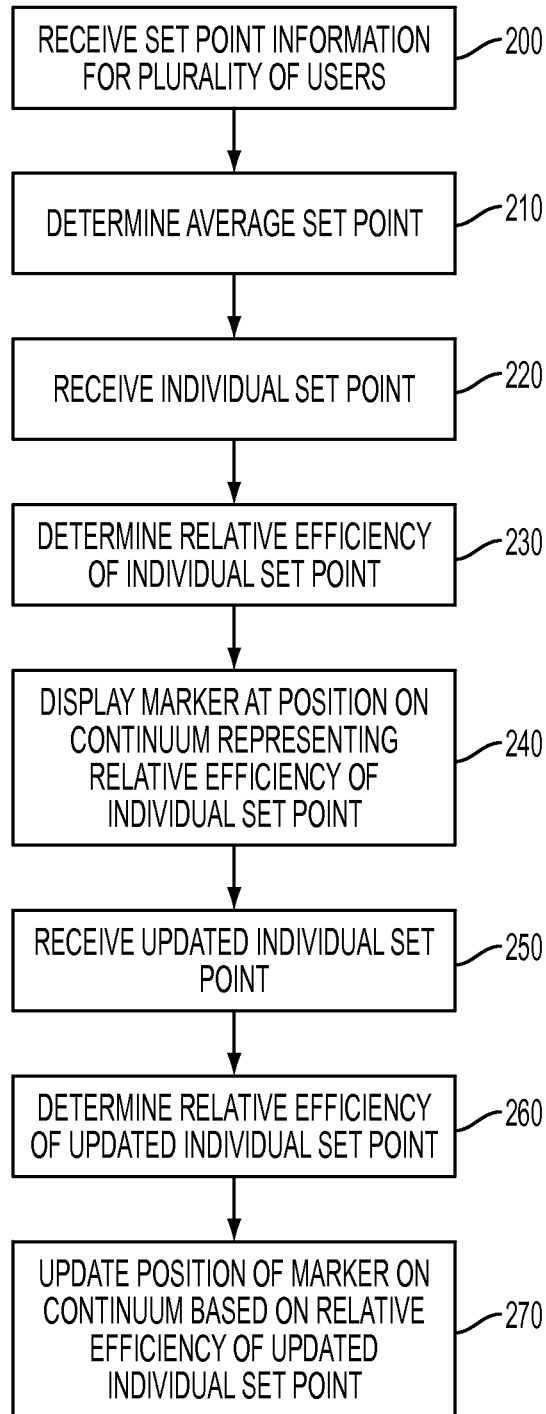 RECEIVE SET POINT INFORMATION
FOR PLURALITY OF USERS
200
DETERMINE AVERAGE SET POINT
210
RECEIVE INDIVIDUAL SET POINT
220
DETERMINE RELATIVE EFFICIENCY
OF INDIVIDUAL SET POINT
230
DISPLAY MARKER AT POSITION ON
CONTINUUM REPRESENTING
RELATIVE EFFICIENCY OF
INDIVIDUAL SET POINT
240
RECEIVE UPDATED INDIVIDUAL SET
POINT
250
DETERMINE RELATIVE EFFICIENCY
OF UPDATED INDIVIDUAL SET POINT
260
UPDATE POSITION OF MARKER ON
CONTINUUM BASED ON RELATIVE
EFFICIENCY OF UPDATED
INDIVIDUAL SET POINT
270